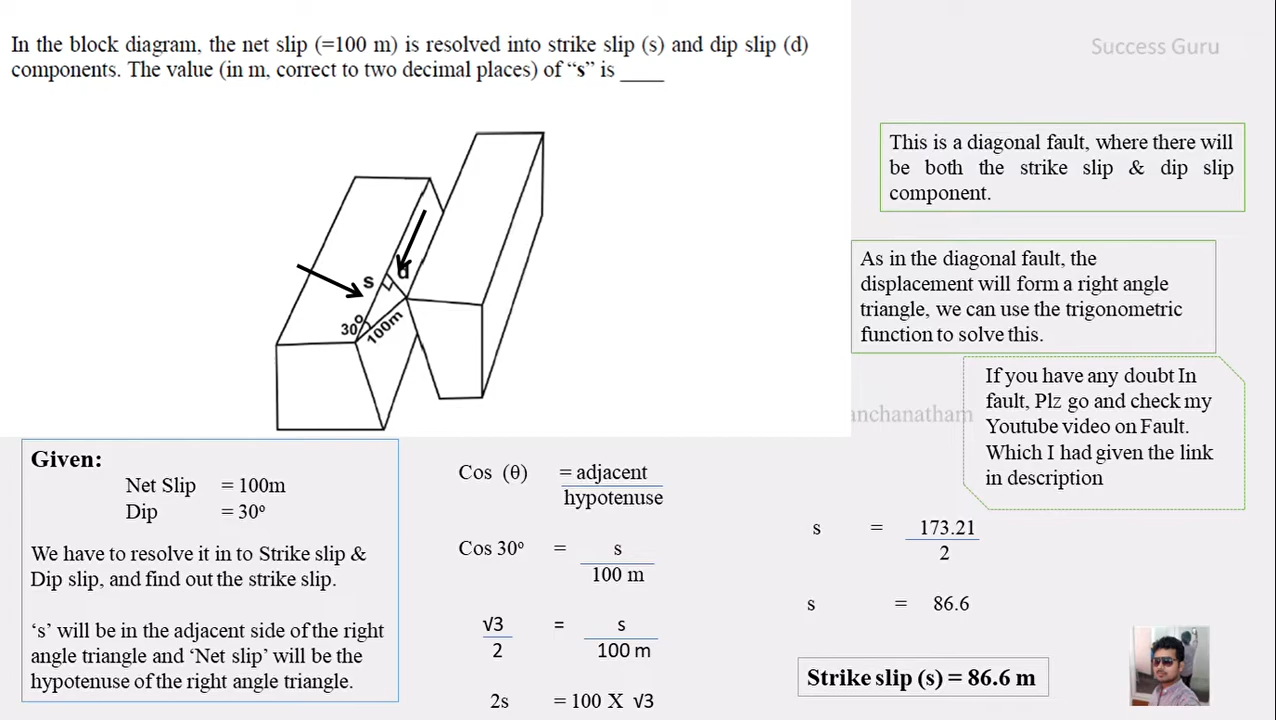 In the block diagram, the net slip (=100 m) is resolved into strike slip (s) and dip slip (d)
components. The value (in m, correct to two decimal places) of “s” is ____
Success Guru
This is a diagonal fault, where there will
be both the strike slip & dip slip
component.
As in the diagonal fault, the
displacement will form a right angle
triangle, we can use the trigonometric
function to solve this.
If you have any doubt In
fault, Plz go and check my
Youtube video on Fault.
Which I had given the link
in description
anchanatham
s
d
30°
100m
Given:
Net Slip = 100m
Dip = 30°
We have to resolve it in to Strike slip &
Dip slip, and find out the strike slip.
‘s’ will be in the adjacent side of the right
angle triangle and ‘Net slip’ will be the
hypotenuse of the right angle triangle.
Cos (θ) = adjacent
hypotenuse
Cos 30° = s
100 m
√3 = s
2 100 m
2s = 100 X √3
s = 173.21
2
s = 86.6
Strike slip (s) = 86.6 m